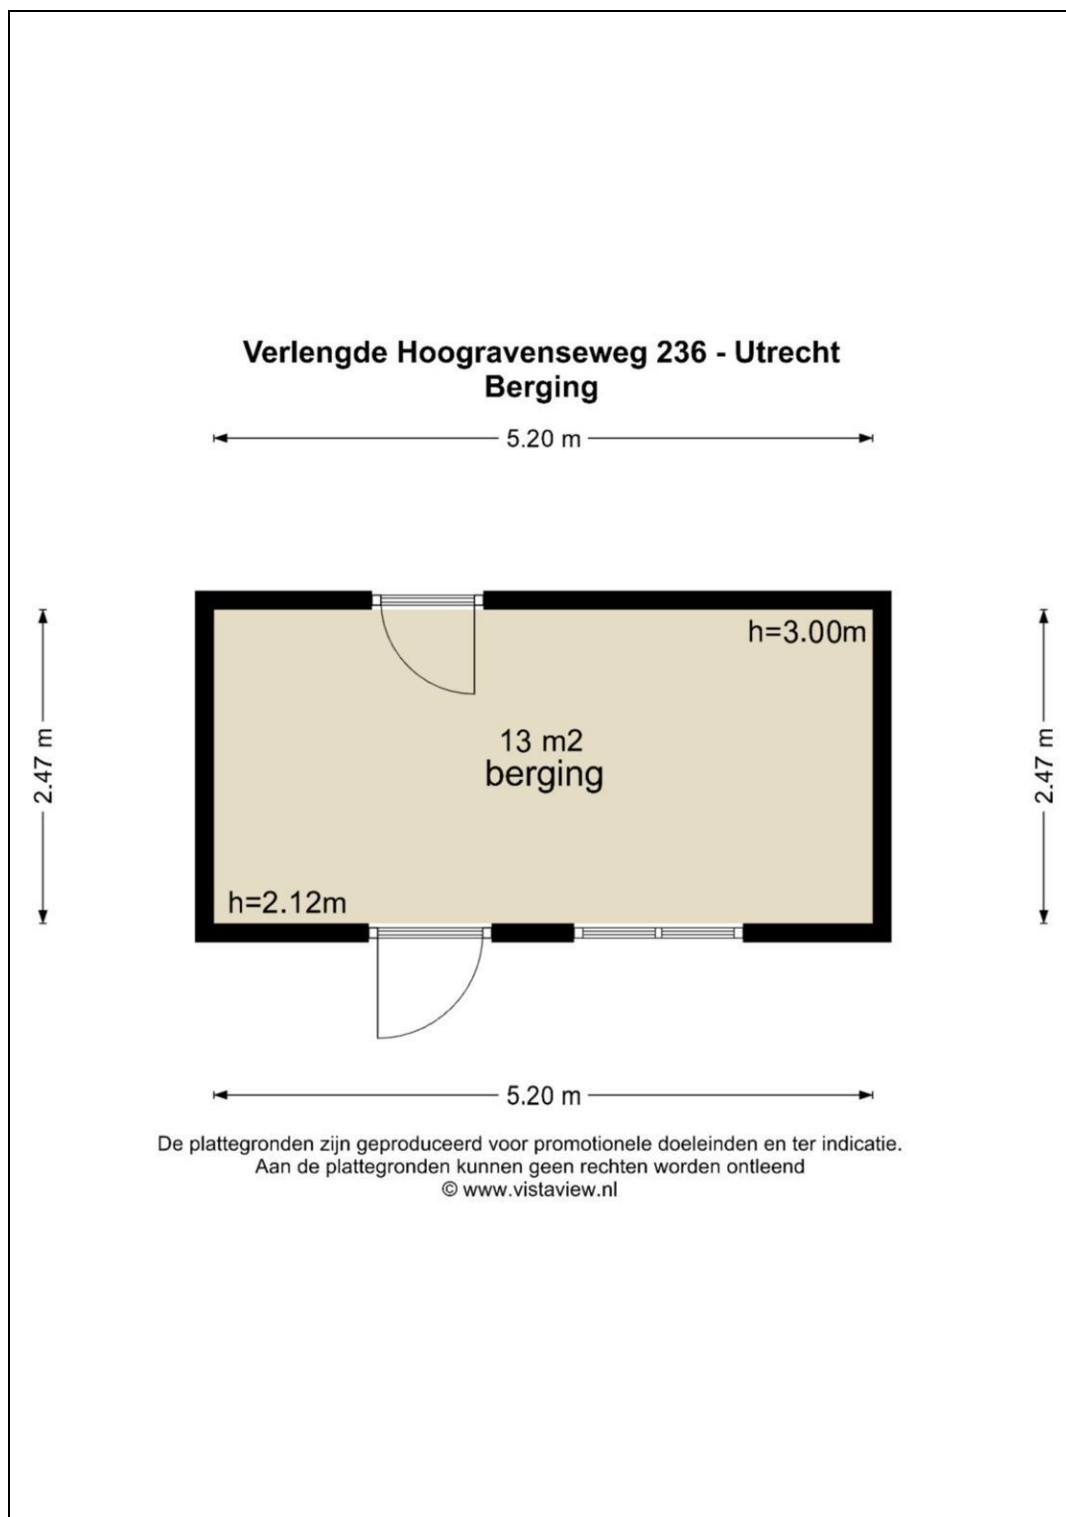 Verlengde Hoogravenseweg 236 - Utrecht
Berging
5.20 m
h=3.00m
2.47 m
13 m2
2.47 m
berging
h=2.12m
5.20 m
De plattegronden zijn geproduceerd voor promotionele doeleinden en ter indicatie.
Aan de plattegronden kunnen geen rechten worden ontleend
© www.vistaview.nl